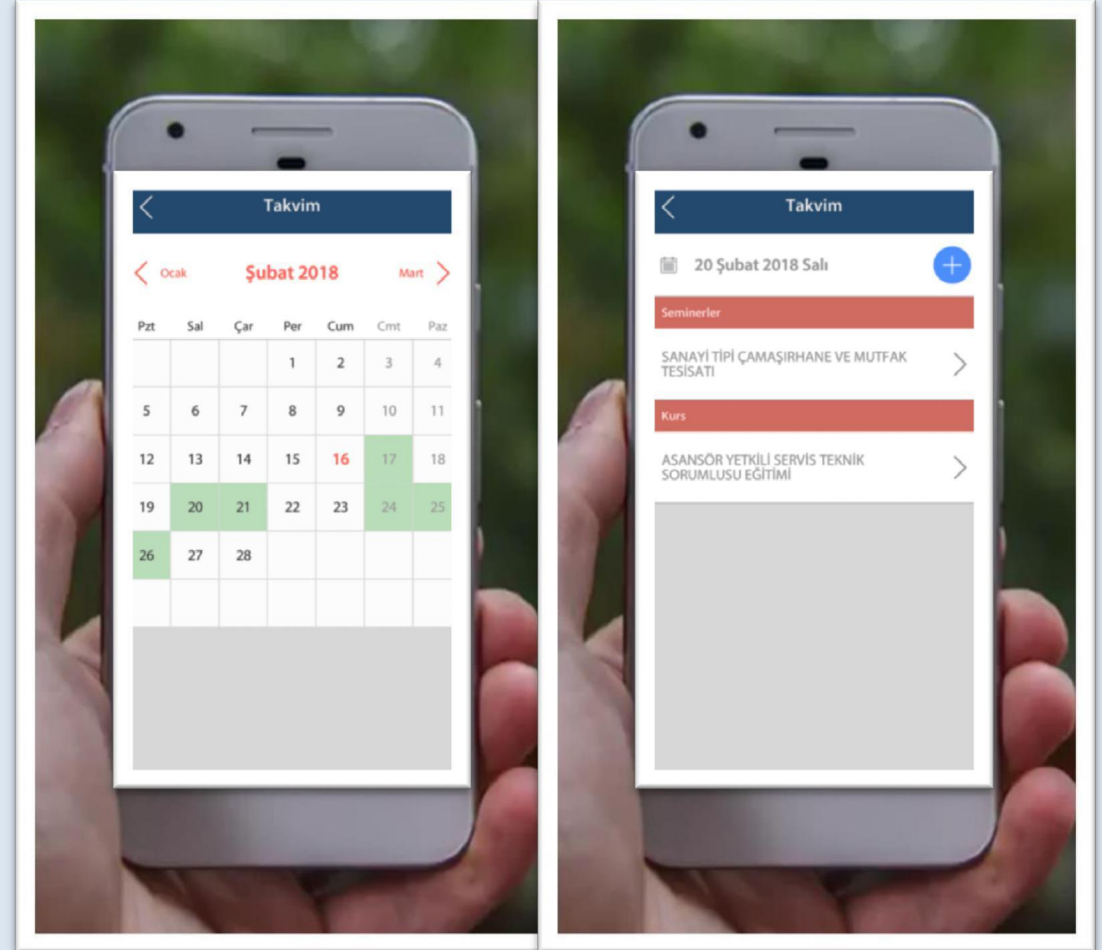 Takvim
Ocak Şubat 2018 Mart
Pzt Sal Çar Per Cum Cmt Paz
1 2 3 4
5 6 7 8 9 10 11
12 13 14 15 16 17 18
19 20 21 22 23 24 25
26 27 28
Takvim
20 Şubat 2018 Salı
Seminerler
SANAYİ TİPİ ÇAMAŞIRHANE VE MUTFAK
TESİSATI
Kurs
ASANSÖR YETKİLİ SERVİS TEKNİK
SORUMLUSU EĞİTİMİ